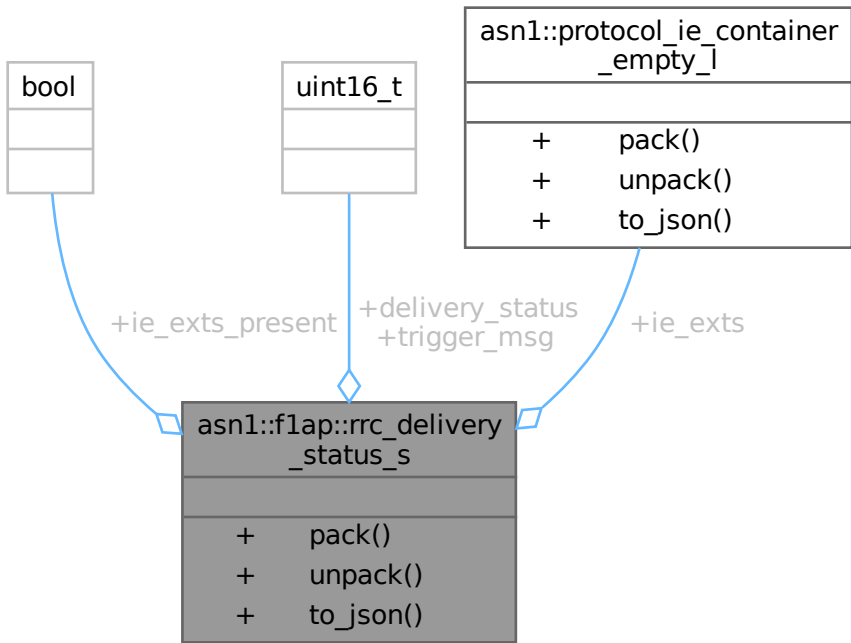 asn1::protocol_ie_container
_empty_l
bool
uint16_t
+ pack()
+ unpack()
+ to_json()
+ie_exts_present
+delivery_status
+trigger_msg
+ie_exts
asn1::f1ap::rrc_delivery
_status_s
+ pack()
+ unpack()
+ to_json()